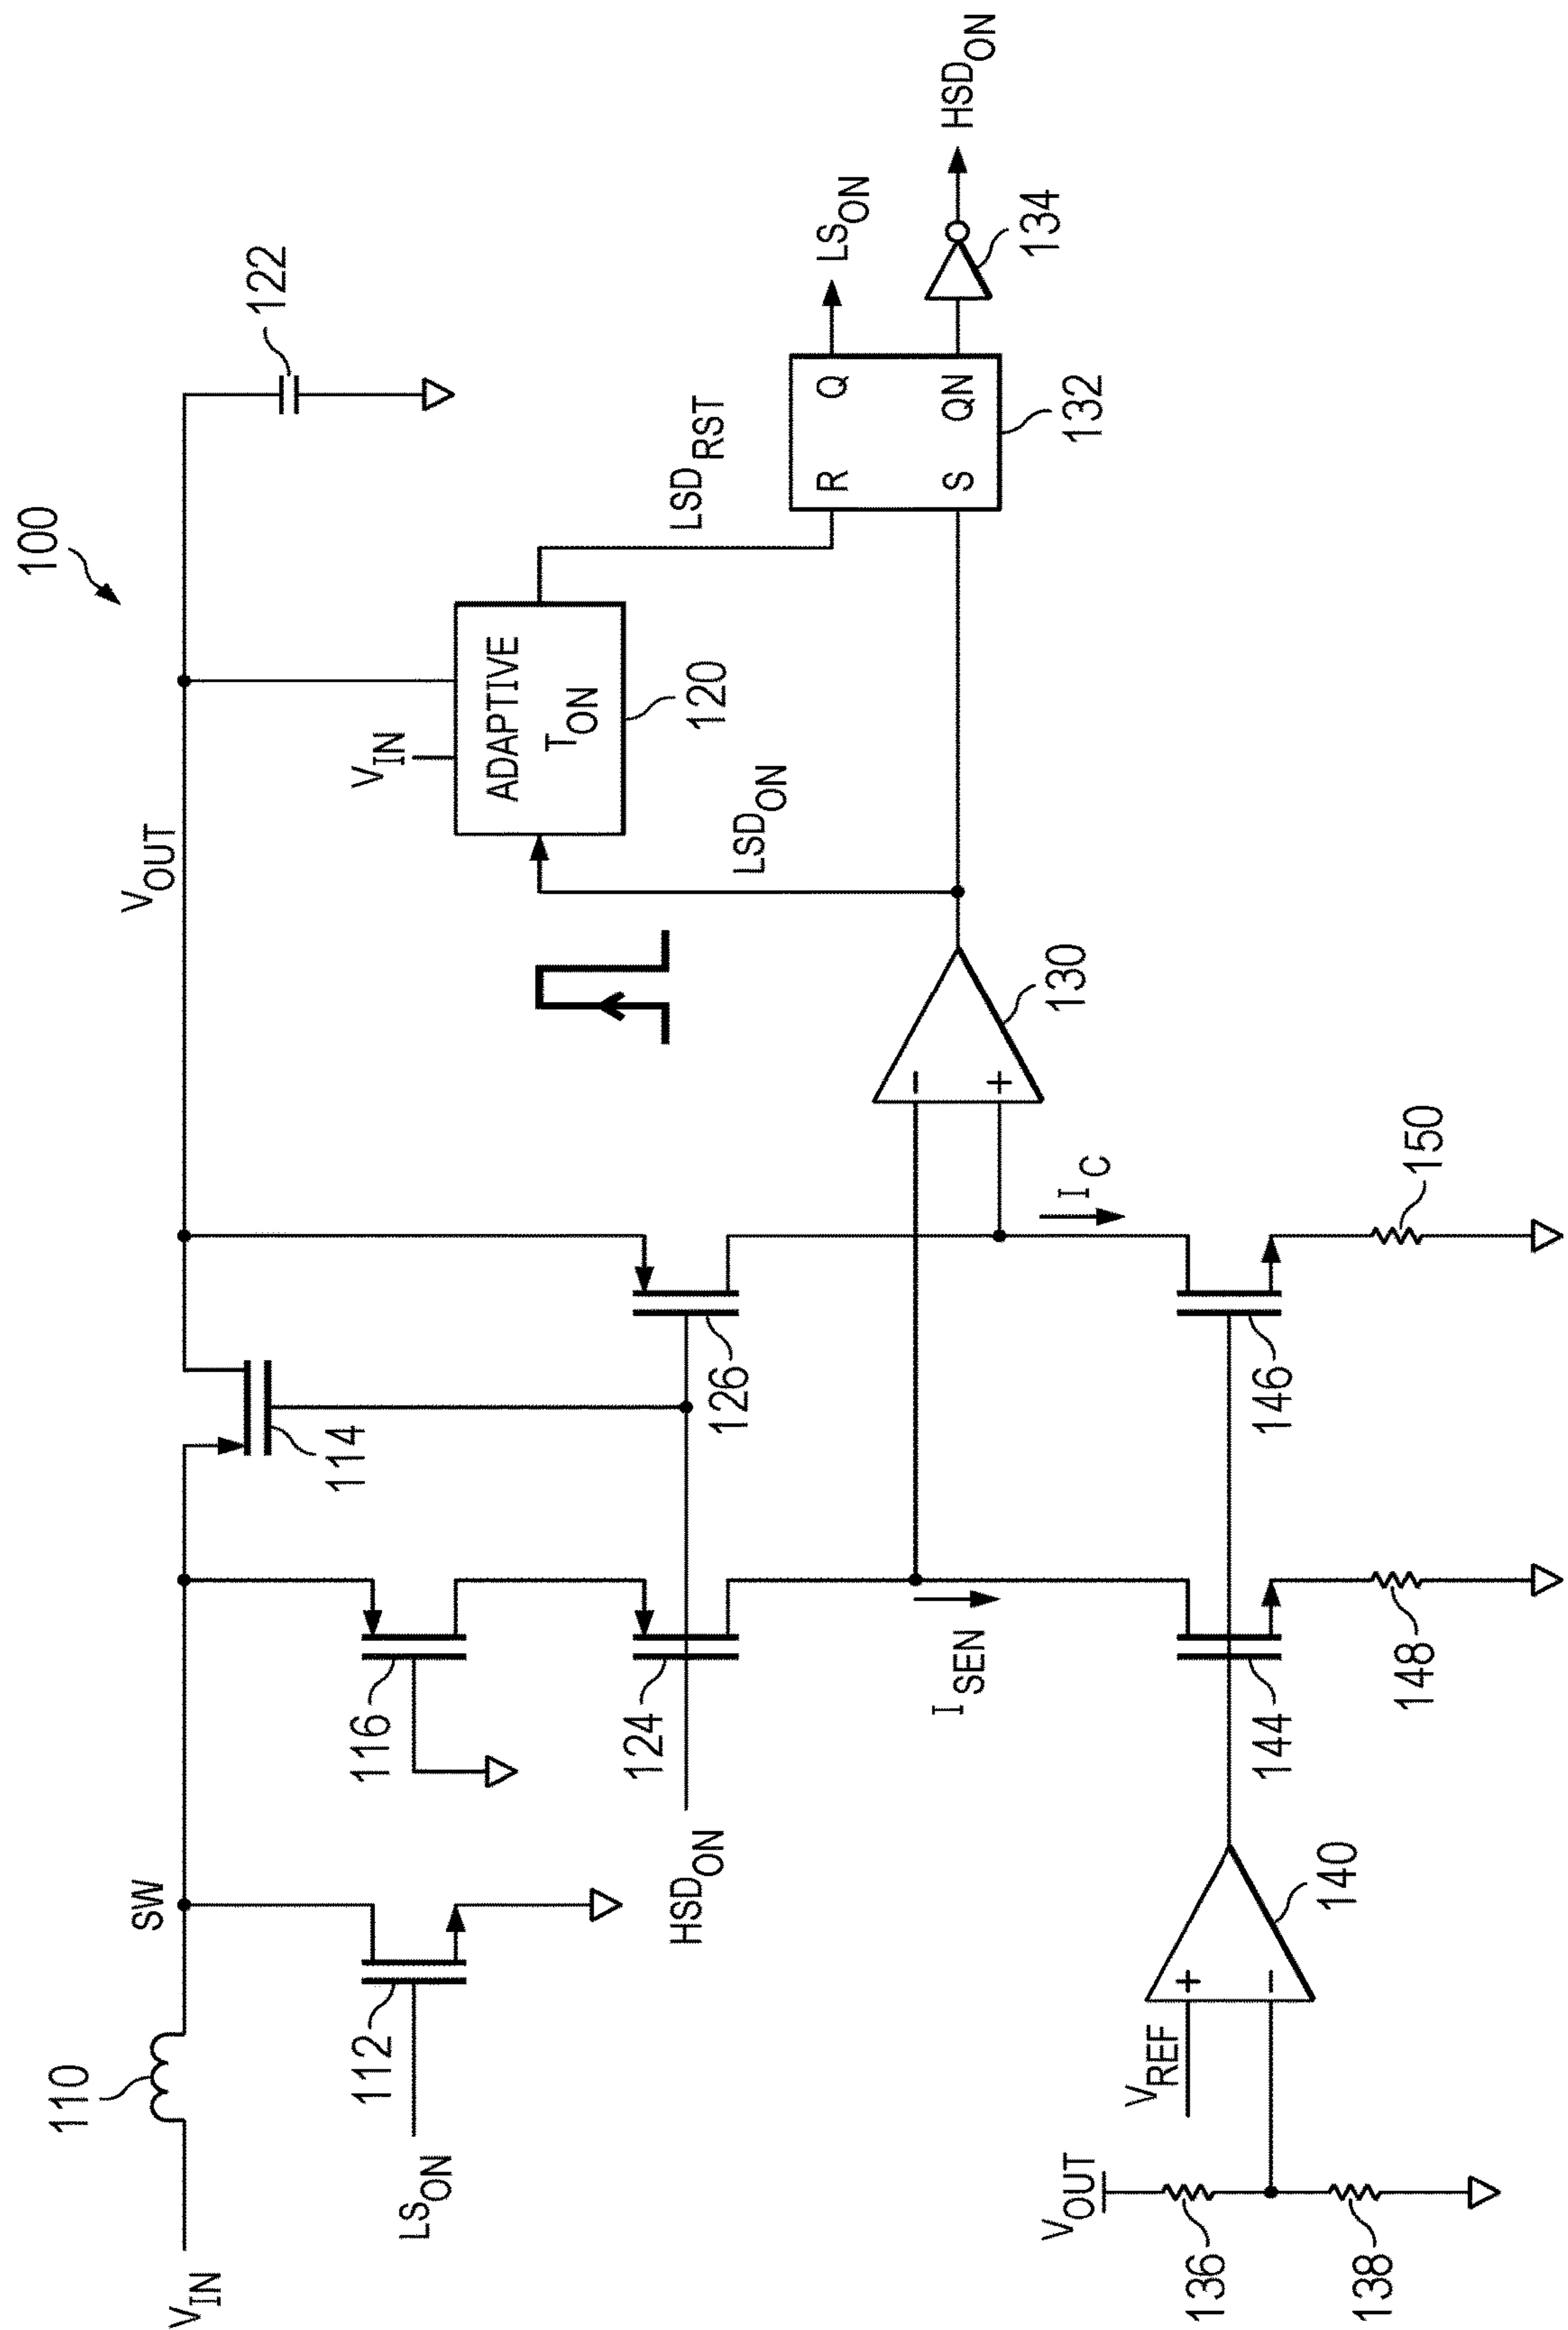 100
V_OUT
122
110
V_IN
SW
114
V_IN
ADAPTIVE
T_ON
120
LSD_RST
LS_ON
112
116
124
126
HSD_ON
LSD_ON
R Q
S QN
132
LS_ON
HSD_ON
134
130
-
+
I_SEN
I_C
V_OUT
136
138
V_REF
+
-
140
144
146
148
150